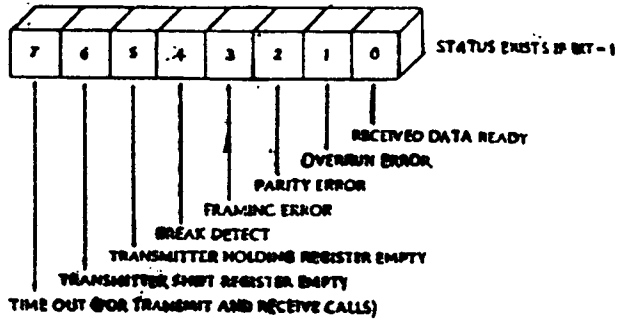 7 6 5 4 3 2 1 0
STATUS EXISTS IF BIT = 1
RECEIVED DATA READY
OVERRUN ERROR
PARITY ERROR
FRAMING ERROR
BREAK DETECT
TRANSMITTER HOLDING REGISTER EMPTY
TRANSMITTER SHIFT REGISTER EMPTY
TIME OUT (FOR TRANSMIT AND RECEIVE CALLS)